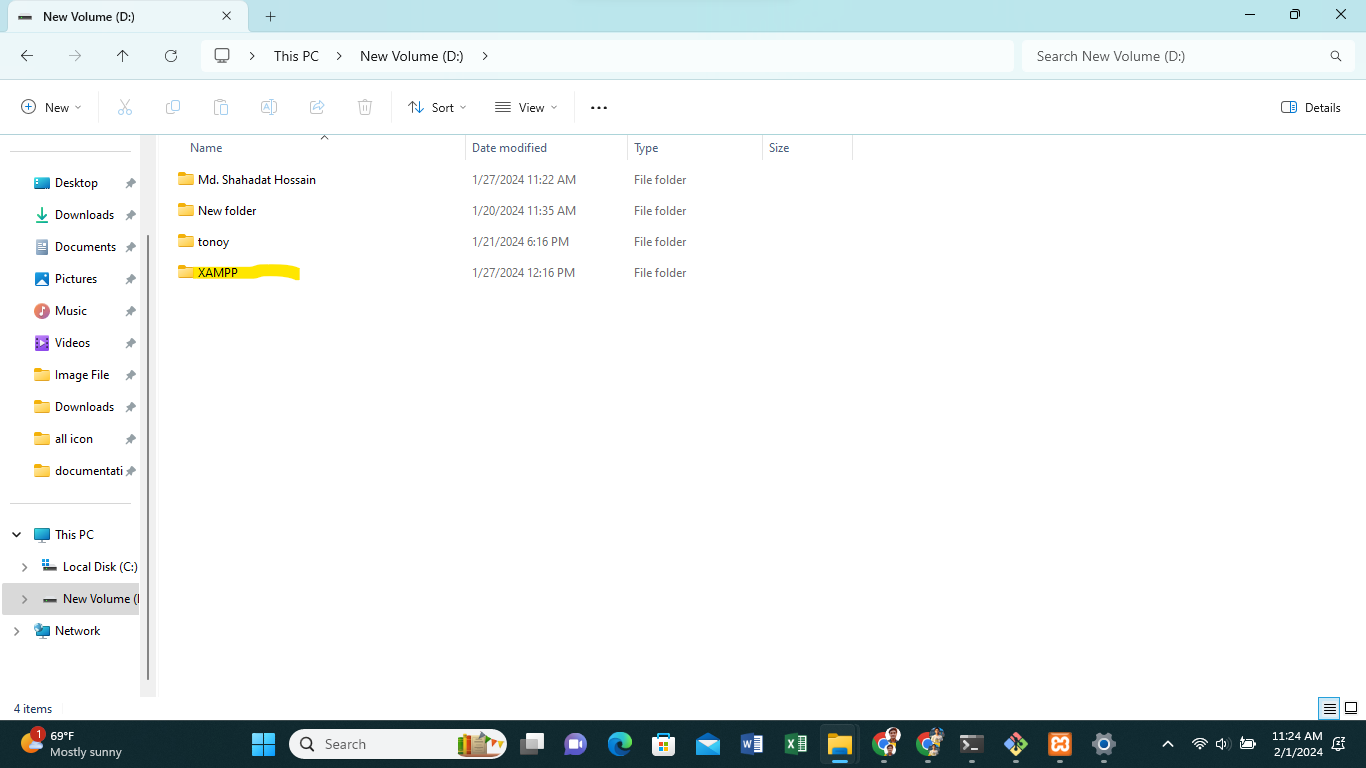 New Volume (D:)
This PC
New Volume (D:)
Search New Volume (D:)
New
Sort
View
Details
Name
Date modified
Type
Size
Md. Shahadat Hossain 1/27/2024 11:22 AM File folder
New folder 1/20/2024 11:35 AM File folder
tonoy 1/21/2024 6:16 PM File folder
XAMPP 1/27/2024 12:16 PM File folder
Desktop
Downloads
Documents
Pictures
Music
Videos
Image File
Downloads
all icon
documentati
This PC
Local Disk (C:)
New Volume (
Network
4 items
1
69°F
Mostly sunny
Search
11:24 AM
2/1/2024